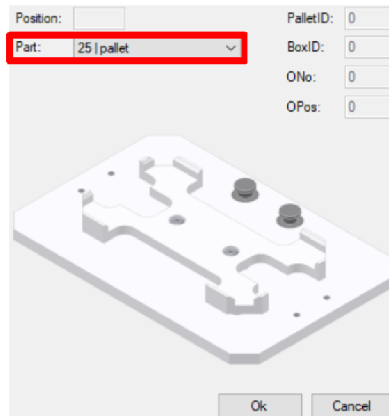 Position: PalletID: 0
Part: 25 | pallet BoxID: 0
ONo: 0
OPos: 0
Ok Cancel